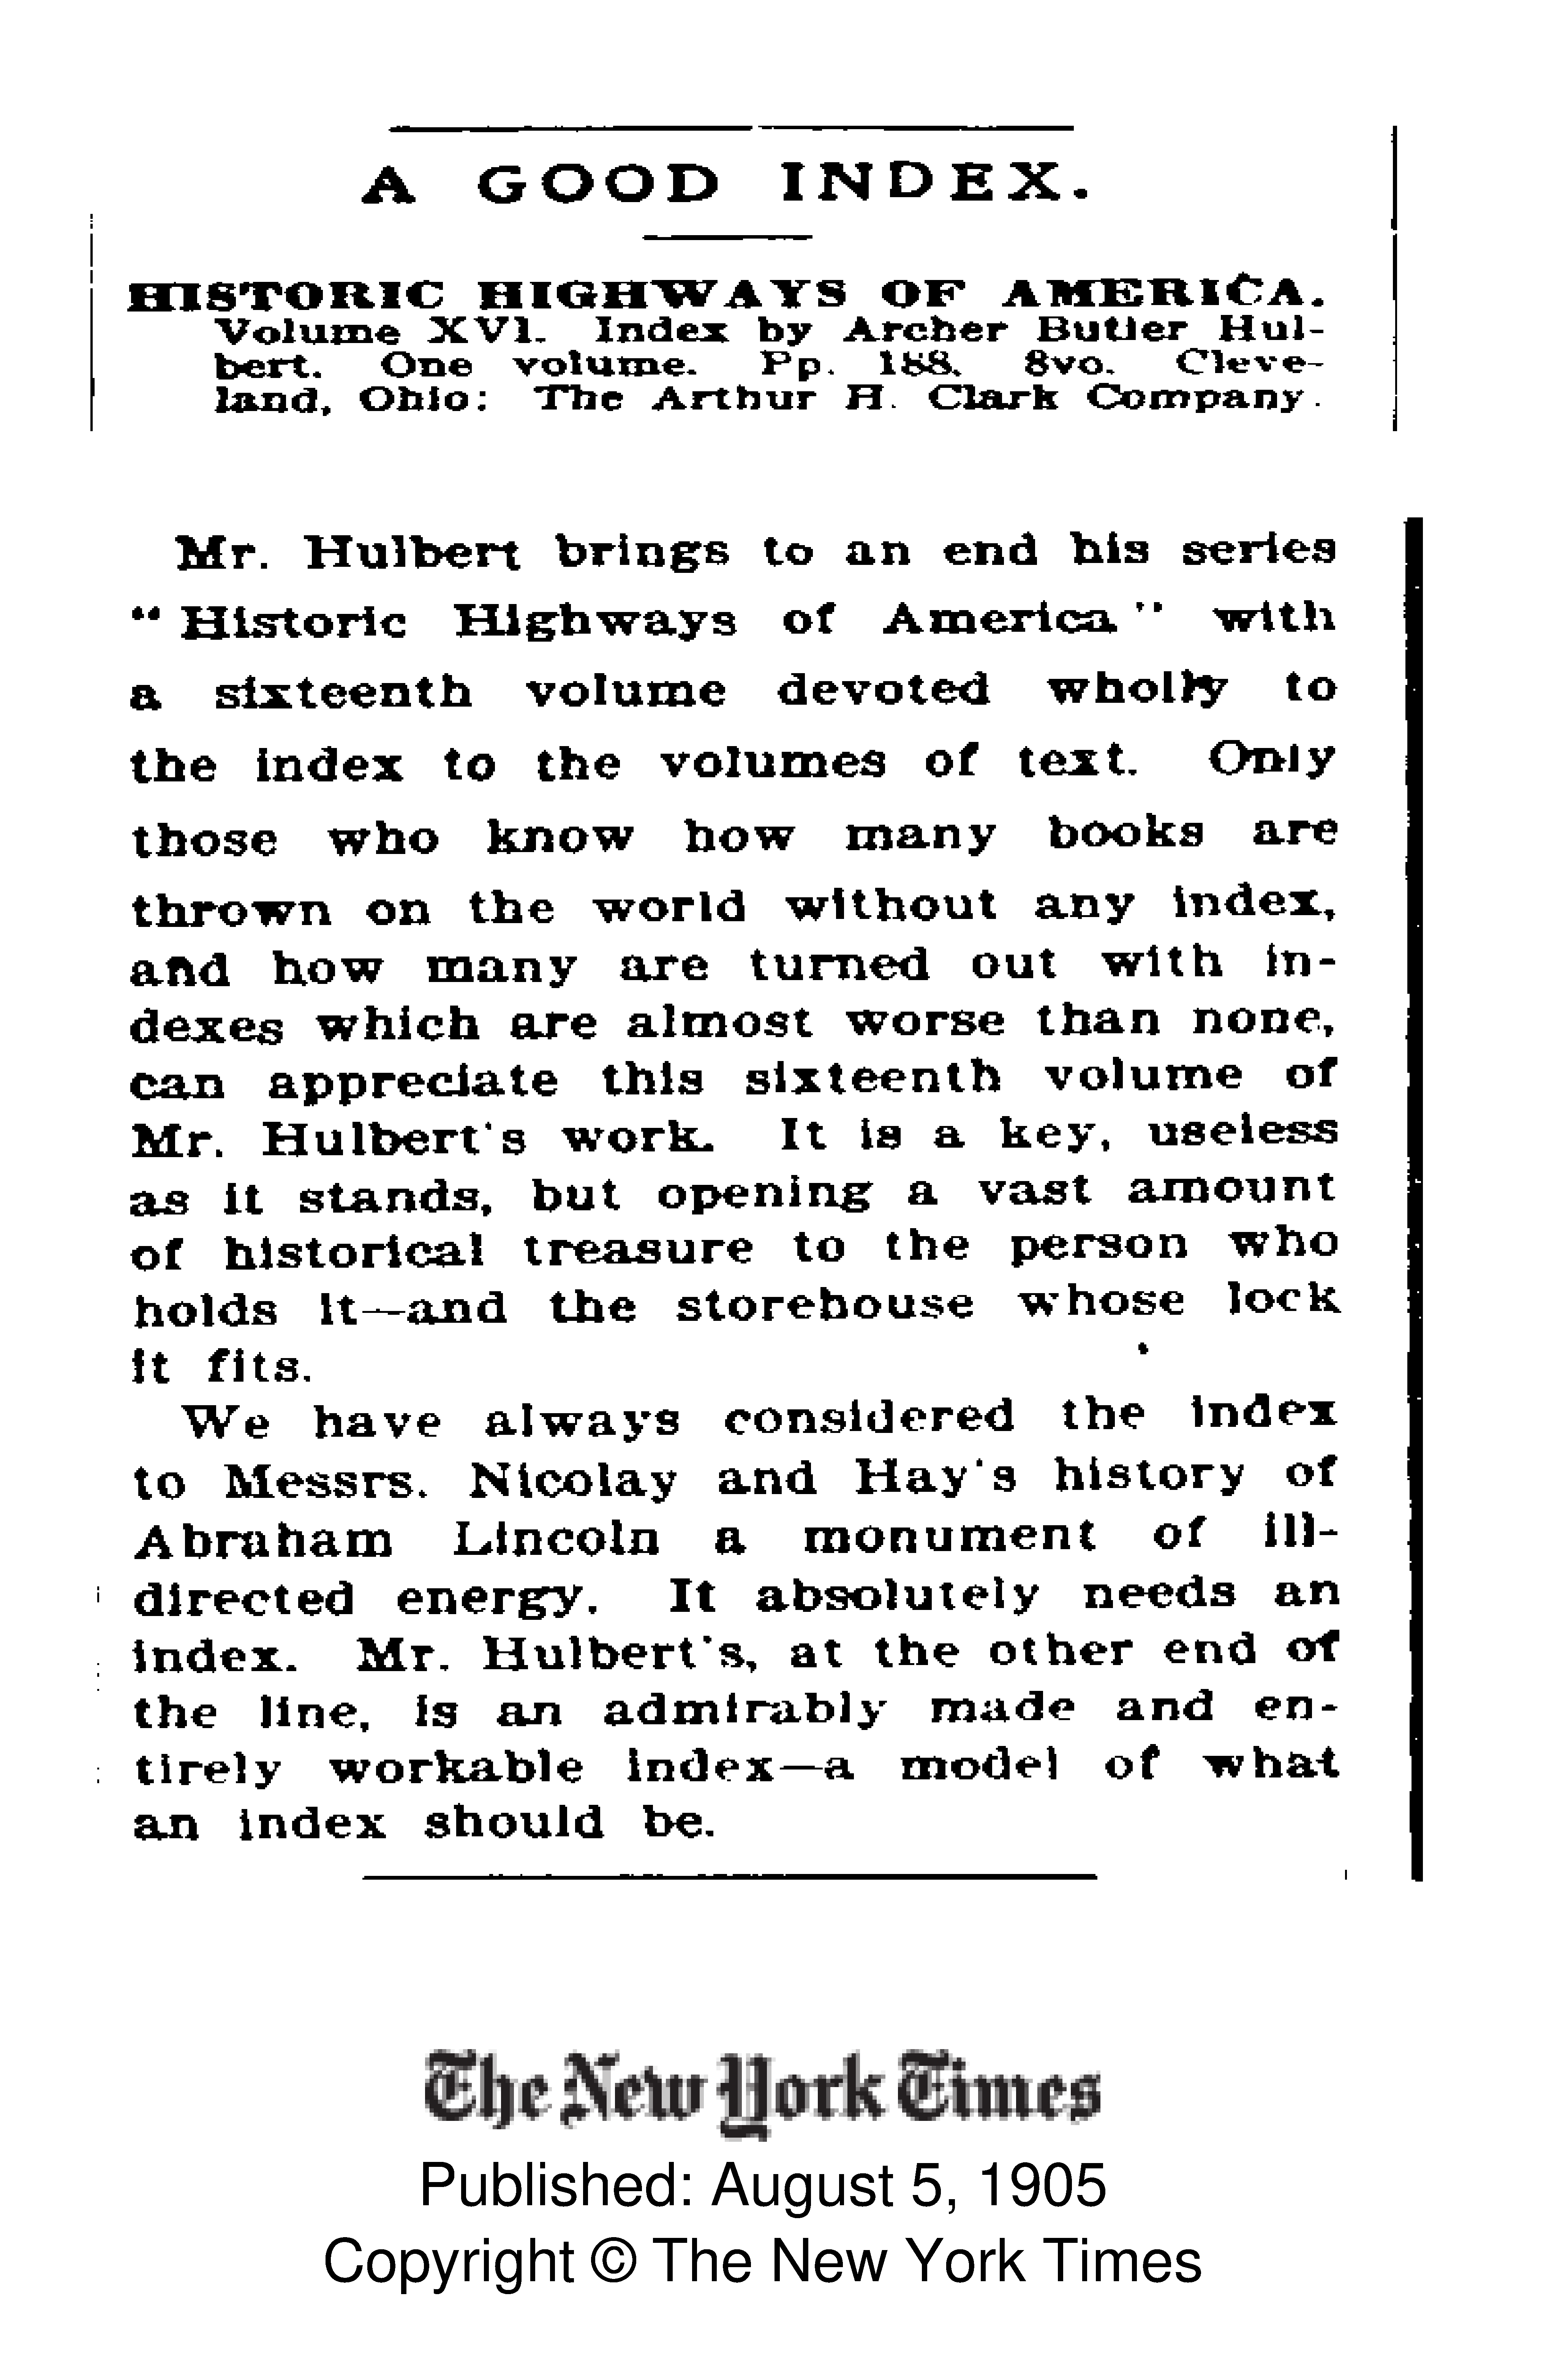 A GOOD INDEX.
HISTORIC HIGHWAYS OF AMERICA.
Volume XVI. Index by Archer Butler Hul-
bert. One volume. Pp. 188. 8vo. Cleve-
land, Ohio: The Arthur H. Clark Company.
Mr. Hulbert brings to an end his series
"Historic Highways of America" with
a sixteenth volume devoted wholly to
the index to the volumes of text. Only
those who know how many books are
thrown on the world without any index,
and how many are turned out with in-
dexes which are almost worse than none,
can appreciate this sixteenth volume of
Mr. Hulbert's work. It is a key, useless
as it stands, but opening a vast amount
of historical treasure to the person who
holds it—and the storehouse whose lock
it fits.
We have always considered the index
to Messrs. Nicolay and Hay's history of
Abraham Lincoln a monument of ill-
directed energy. It absolutely needs an
index. Mr. Hulbert's, at the other end of
the line, is an admirably made and en-
tirely workable index—a model of what
an index should be.
The New York Times
Published: August 5, 1905
Copyright © The New York Times